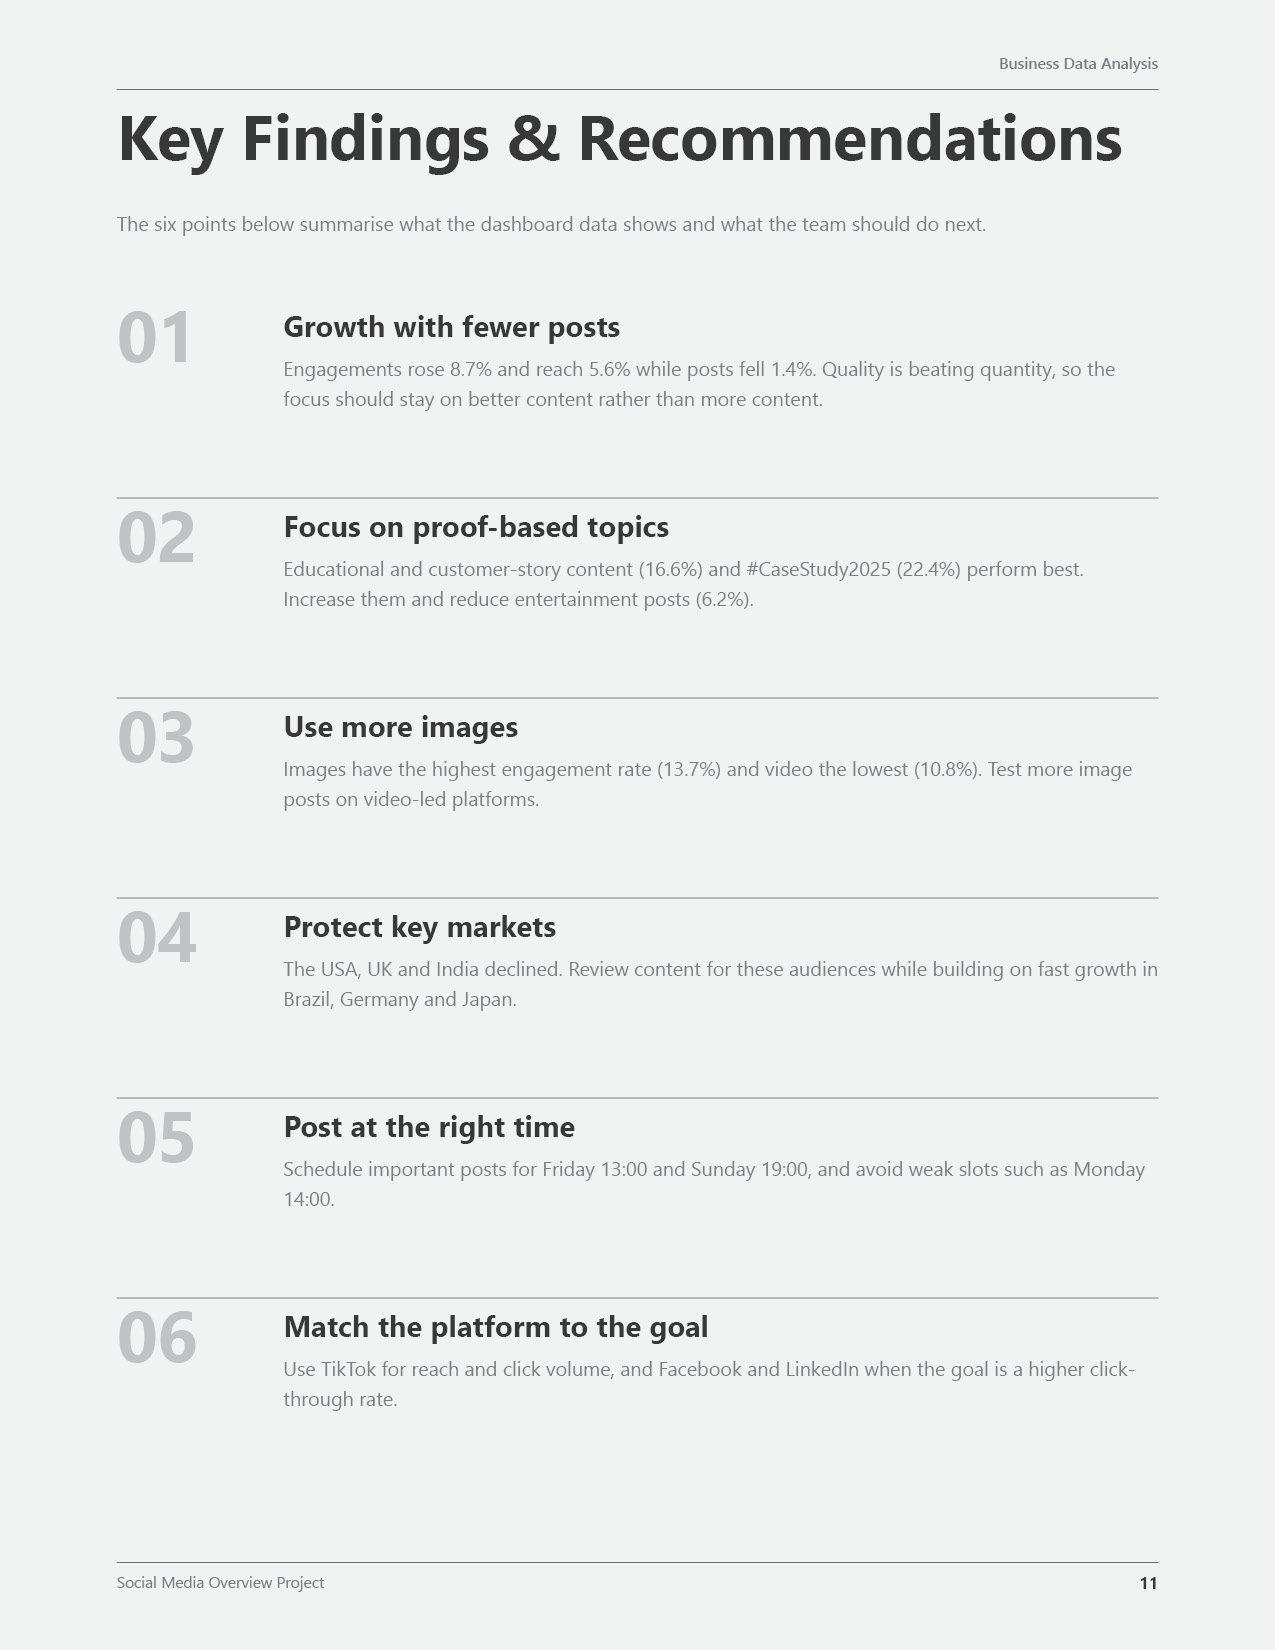 Business Data Analysis
Key Findings & Recommendations
The six points below summarise what the dashboard data shows and what the team should do next.
01
Growth with fewer posts
Engagements rose 8.7% and reach 5.6% while posts fell 1.4%. Quality is beating quantity, so the
focus should stay on better content rather than more content.
02
Focus on proof-based topics
Educational and customer-story content (16.6%) and #CaseStudy2025 (22.4%) perform best.
Increase them and reduce entertainment posts (6.2%).
03
Use more images
Images have the highest engagement rate (13.7%) and video the lowest (10.8%). Test more image
posts on video-led platforms.
04
Protect key markets
The USA, UK and India declined. Review content for these audiences while building on fast growth in
Brazil, Germany and Japan.
05
Post at the right time
Schedule important posts for Friday 13:00 and Sunday 19:00, and avoid weak slots such as Monday
14:00.
06
Match the platform to the goal
Use TikTok for reach and click volume, and Facebook and LinkedIn when the goal is a higher click-
through rate.
Social Media Overview Project
11